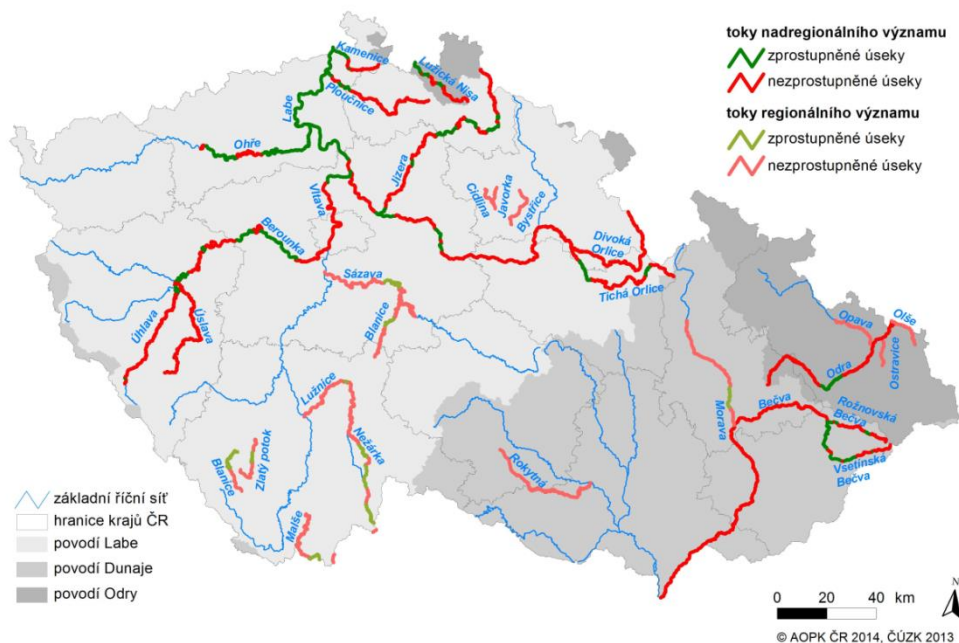 toky nadregionálního významu
zprostupněné úseky
nezprostupněné úseky
toky regionálního významu
zprostupněné úseky
nezprostupněné úseky
Kamenice
Lužická Nisa
Ploučnice
Labe
Ohře
Jizera
Cidlina
Javorka
Bystřice
Vltava
Berounka
Divoká
Orlice
Tichá Orlice
Sázava
Blanice
Úhlava
Úslava
Opava
Olše
Ostravice
Odra
Lužnice
Nežárka
Morava
Bečva
Rožnovská
Bečva
Vsetínská
Bečva
Blanice
Zlatý potok
Rokytná
Malše
základní říční síť
hranice krajů ČR
povodí Labe
povodí Dunaje
povodí Odry
N
0 20 40 km
© AOPK ČR 2014, ČÚZK 2013